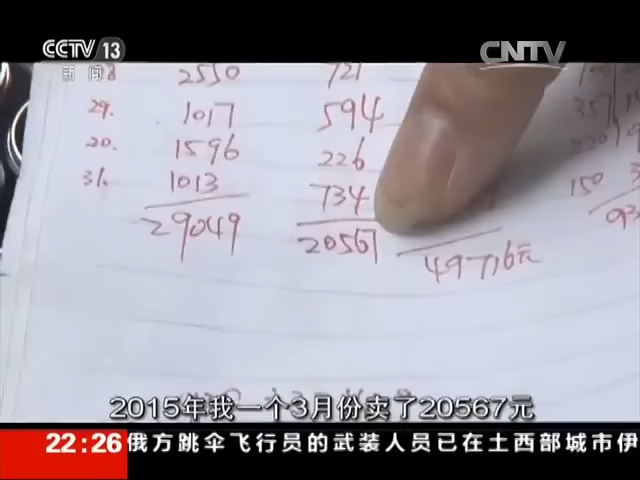 CCTV 13
新闻
CNTV
2550 721
29. 1017 594 357
20. 1596 226
31. 1013 734 150
29049 20567 49716元
2015年我一个3月份卖了20567元
22:26 俄方跳伞飞行员的武装人员已在土西部城市伊